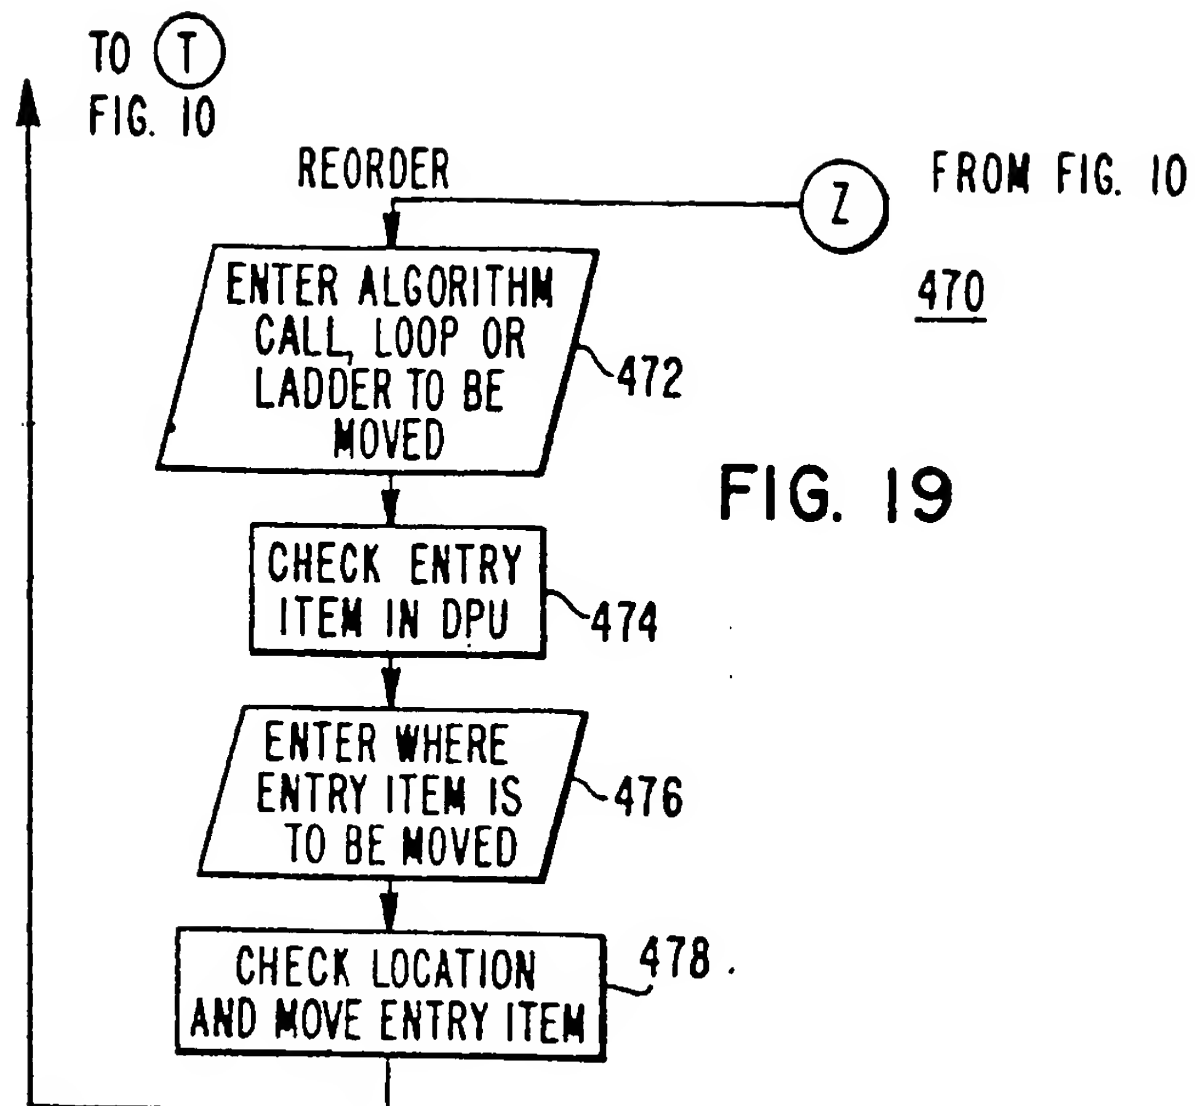 TO T
FIG. 10
REORDER
Z
FROM FIG. 10
470
ENTER ALGORITHM
CALL, LOOP OR
LADDER TO BE
MOVED
472
FIG. 19
CHECK ENTRY
ITEM IN DPU
474
ENTER WHERE
ENTRY ITEM IS
TO BE MOVED
476
CHECK LOCATION
AND MOVE ENTRY ITEM
478